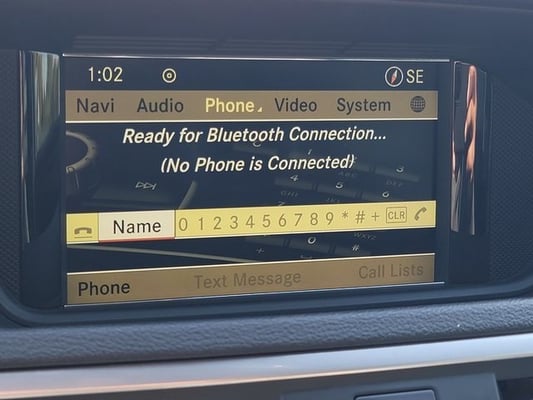 1:02 SE
Navi Audio Phone Video System
Ready for Bluetooth Connection...
(No Phone is Connected)
Name 0 1 2 3 4 5 6 7 8 9 * # + CLR
Phone Text Message Call Lists